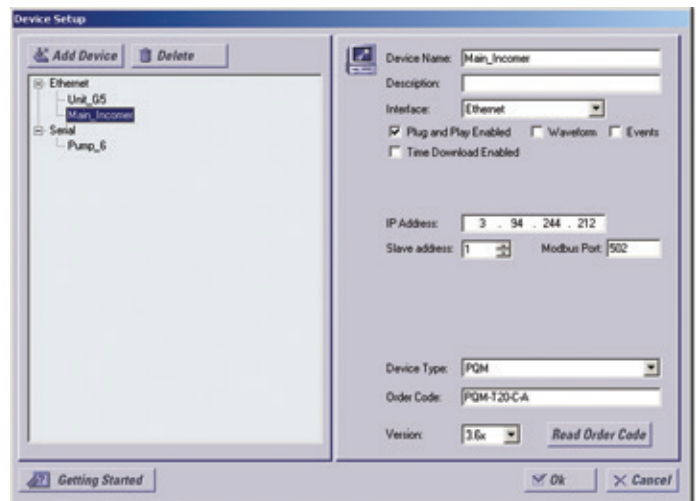 Device Setup
Add Device Delete
Ethernet
Unit_G5
Main_Incomer
Serial
Pump_6
Device Name: Main_Incomer
Description:
Interface: Ethernet
Plug and Play Enabled Waveform Events
Time Download Enabled
IP Address: 3 . 94 . 244 . 212
Slave address: 1 Modbus Port: 502
Device Type: PQM
Order Code: PQM-T20-C-A
Version: 3.6x Read Order Code
Getting Started Ok Cancel